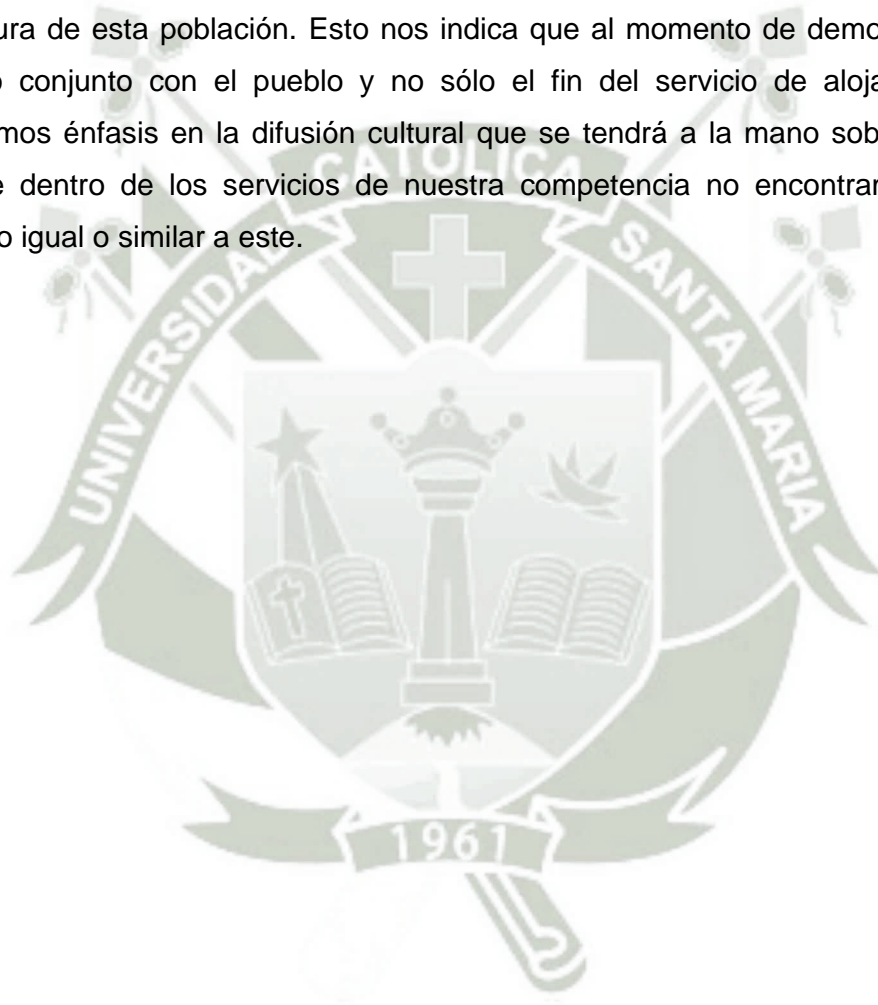 ura de esta población. Esto nos indica que al momento de demo
o conjunto con el pueblo y no sólo el fin del servicio de aloja
mos énfasis en la difusión cultural que se tendrá a la mano sob
e dentro de los servicios de nuestra competencia no encontrar
o igual o similar a este.
UNIVERSIDAD CATOLICA SANTA MARIA
1961